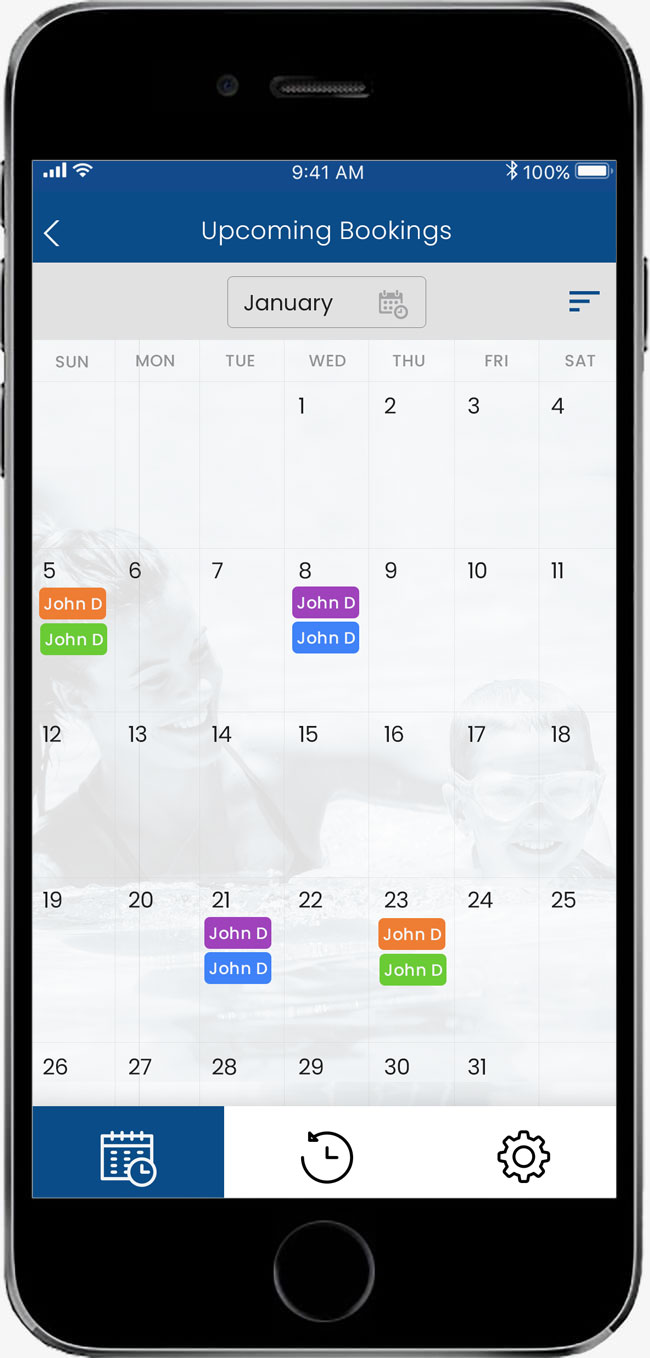 9:41 AM 100%
Upcoming Bookings
January
SUN MON TUE WED THU FRI SAT
1 2 3 4
5 6 7 8 9 10 11
John D John D
John D John D
12 13 14 15 16 17 18
19 20 21 22 23 24 25
John D John D
John D John D
26 27 28 29 30 31